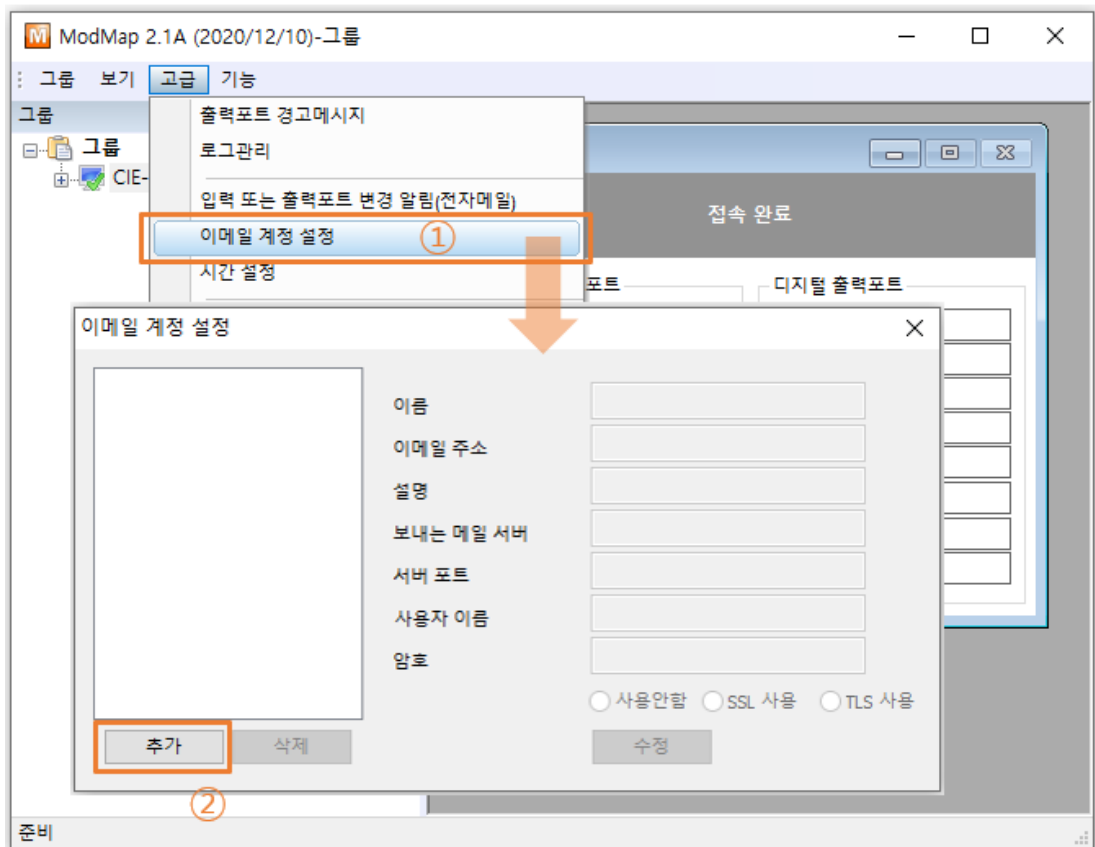 ModMap 2.1A (2020/12/10)-그룹
그룹 보기 고급 기능
그룹
그룹
CIE-
출력포트 경고메시지
로그관리
입력 또는 출력포트 변경 알림(전자메일)
이메일 계정 설정 ①
시간 설정
접속 완료
포트
디지털 출력포트
이메일 계정 설정
이름
이메일 주소
설명
보내는 메일 서버
서버 포트
사용자 이름
암호
사용안함 SSL 사용 TLS 사용
추가 삭제 수정
②
준비